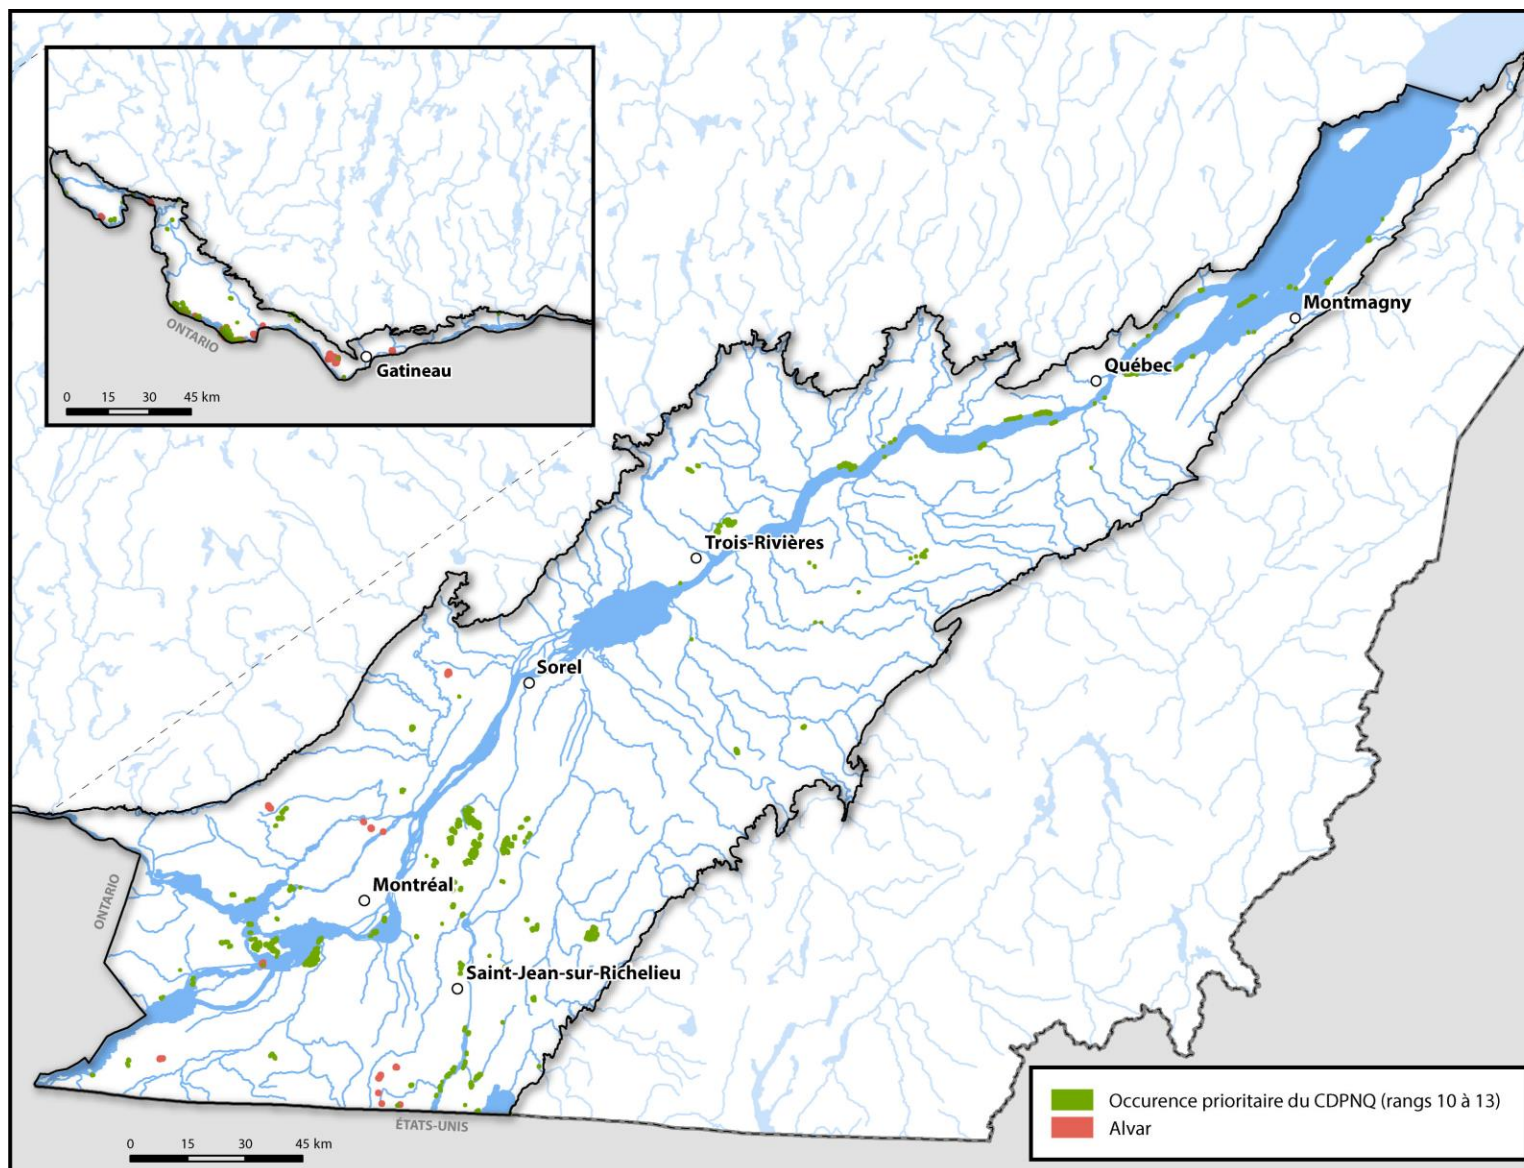 ONTARIO
Gatineau
0 15 30 45 km
Montmagny
Québec
Trois-Rivières
Sorel
Montréal
ONTARIO
Saint-Jean-sur-Richelieu
ÉTATS-UNIS
0 15 30 45 km
Occurence prioritaire du CDPNQ (rangs 10 à 13)
Alvar